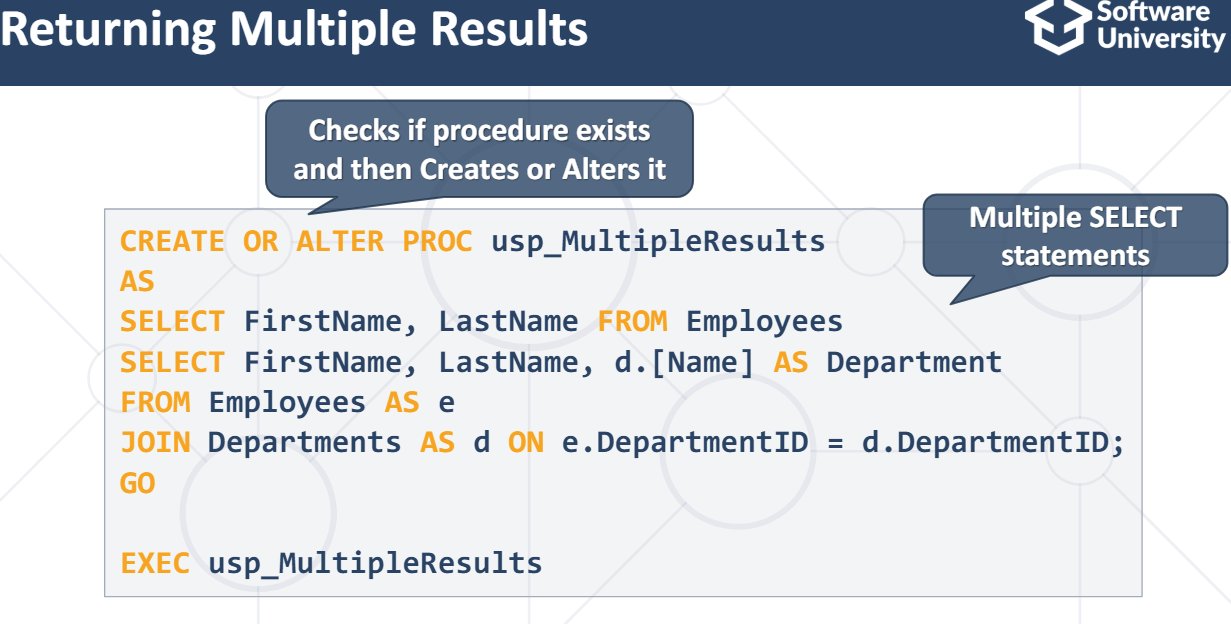 Returning Multiple Results
Software
University
Checks if procedure exists
and then Creates or Alters it
Multiple SELECT
statements
CREATE OR ALTER PROC usp_MultipleResults
AS
SELECT FirstName, LastName FROM Employees
SELECT FirstName, LastName, d.[Name] AS Department
FROM Employees AS e
JOIN Departments AS d ON e.DepartmentID = d.DepartmentID;
GO
EXEC usp_MultipleResults